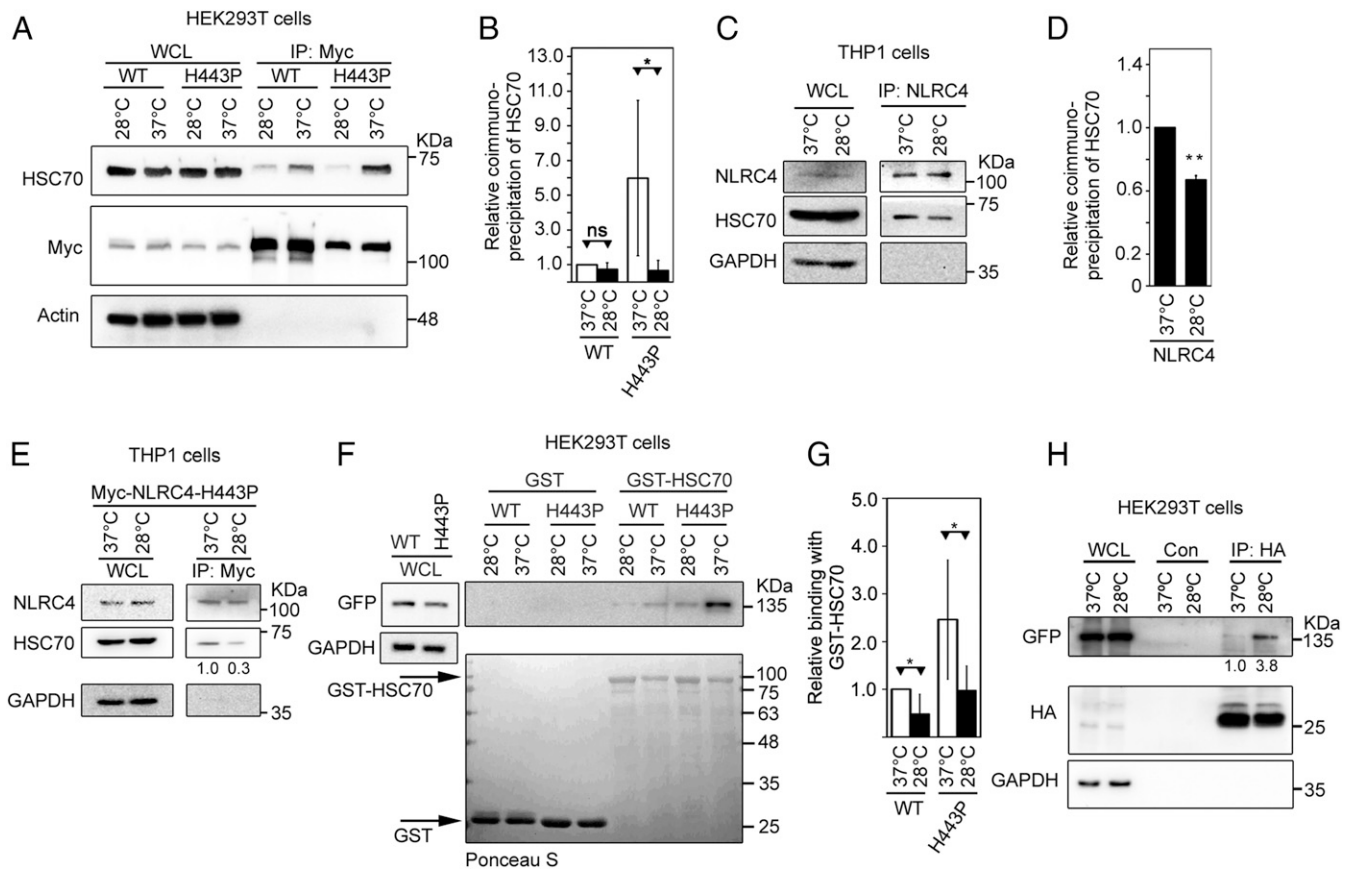 A
HEK293T cells
WCL IP: Myc
WT H443P WT H443P
28°C 37°C 28°C 37°C 28°C 37°C 28°C 37°C
KDa
HSC70
75
Myc
100
Actin
48
B
Relative coimmuno-
precipitation of HSC70
13.0
12.0
10.0
8.0
6.0
4.0
3.0
1.0
ns
*
37°C 28°C 37°C 28°C
WT
H443P
C
THP1 cells
WCL IP: NLRC4
37°C 28°C 37°C 28°C
KDa
NLRC4
100
HSC70
75
GAPDH
35
D
Relative coimmuno-
precipitation of HSC70
1.4
1.0
0.6
0.2
0
**
37°C 28°C
NLRC4
E
THP1 cells
Myc-NLRC4-H443P
37°C 28°C 37°C 28°C
WCL IP: Myc
KDa
NLRC4
100
HSC70
75
1.0 0.3
GAPDH
35
F
HEK293T cells
GST GST-HSC70
WT H443P WT H443P WT H443P
WCL
28°C 37°C 28°C 37°C 28°C 37°C 28°C 37°C
KDa
GFP
135
GAPDH
GST-HSC70
100
75
63
48
35
25
GST
Ponceau S
G
Relative binding with
GST-HSC70
5.0
4.0
3.0
2.0
1.0
*
*
37°C 28°C 37°C 28°C
WT
H443P
H
HEK293T cells
WCL Con IP: HA
37°C 28°C 37°C 28°C 37°C 28°C
KDa
GFP
135
1.0 3.8
HA
25
GAPDH
35